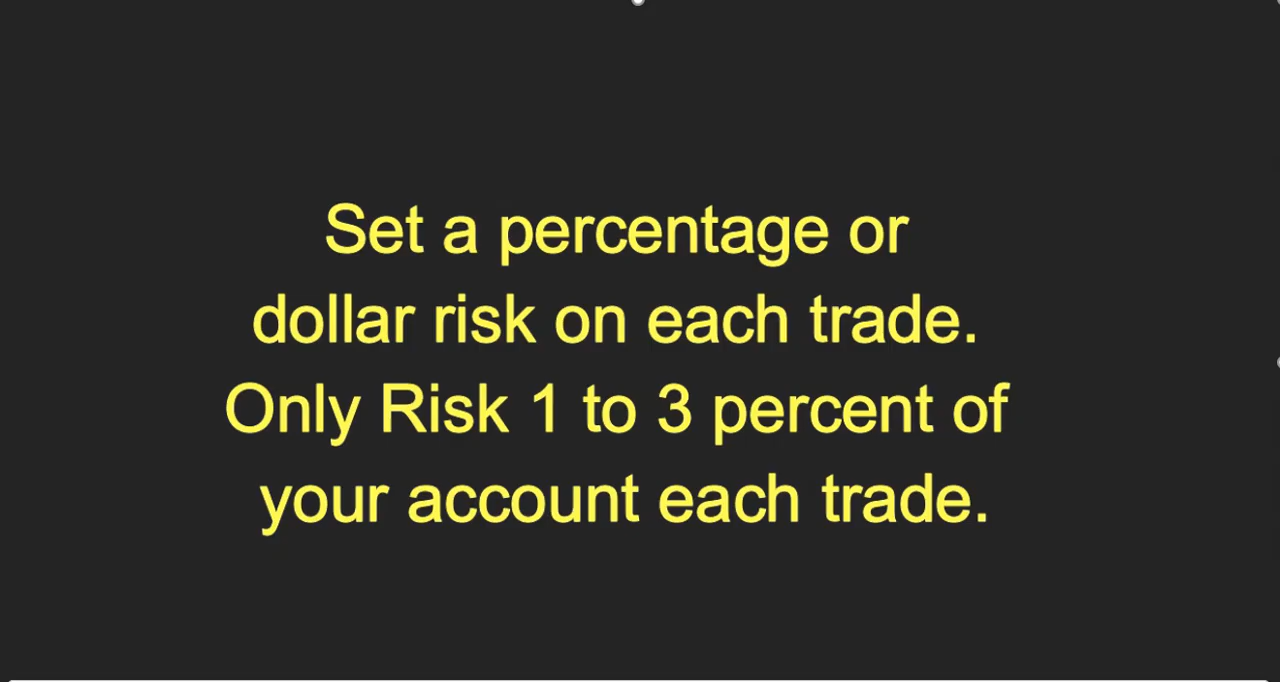 Set a percentage or
dollar risk on each trade.
Only Risk 1 to 3 percent of
your account each trade.